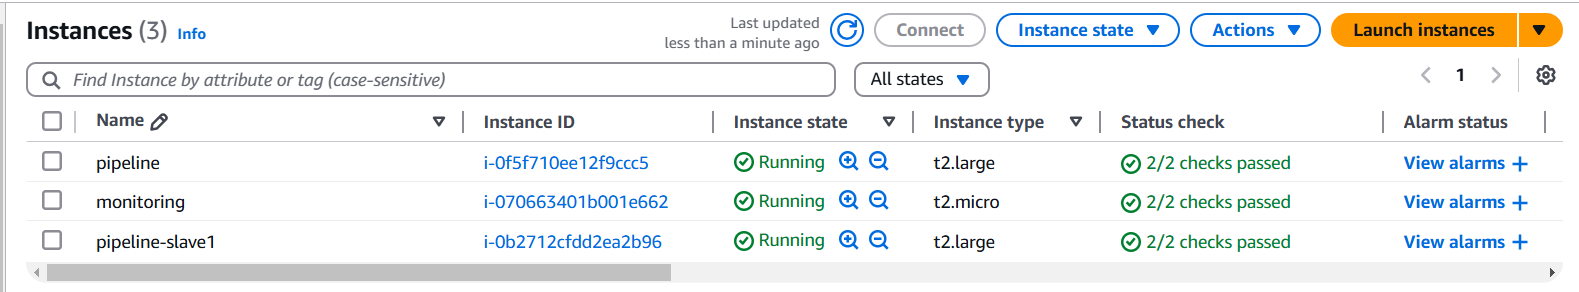 Instances (3) Info
Last updated
less than a minute ago
Connect
Instance state
Actions
Launch instances
Find Instance by attribute or tag (case-sensitive)
All states
1
Name Instance ID Instance state Instance type Status check Alarm status
pipeline i-0f5f710ee12f9ccc5 Running t2.large 2/2 checks passed View alarms +
monitoring i-070663401b001e662 Running t2.micro 2/2 checks passed View alarms +
pipeline-slave1 i-0b2712cfdd2ea2b96 Running t2.large 2/2 checks passed View alarms +